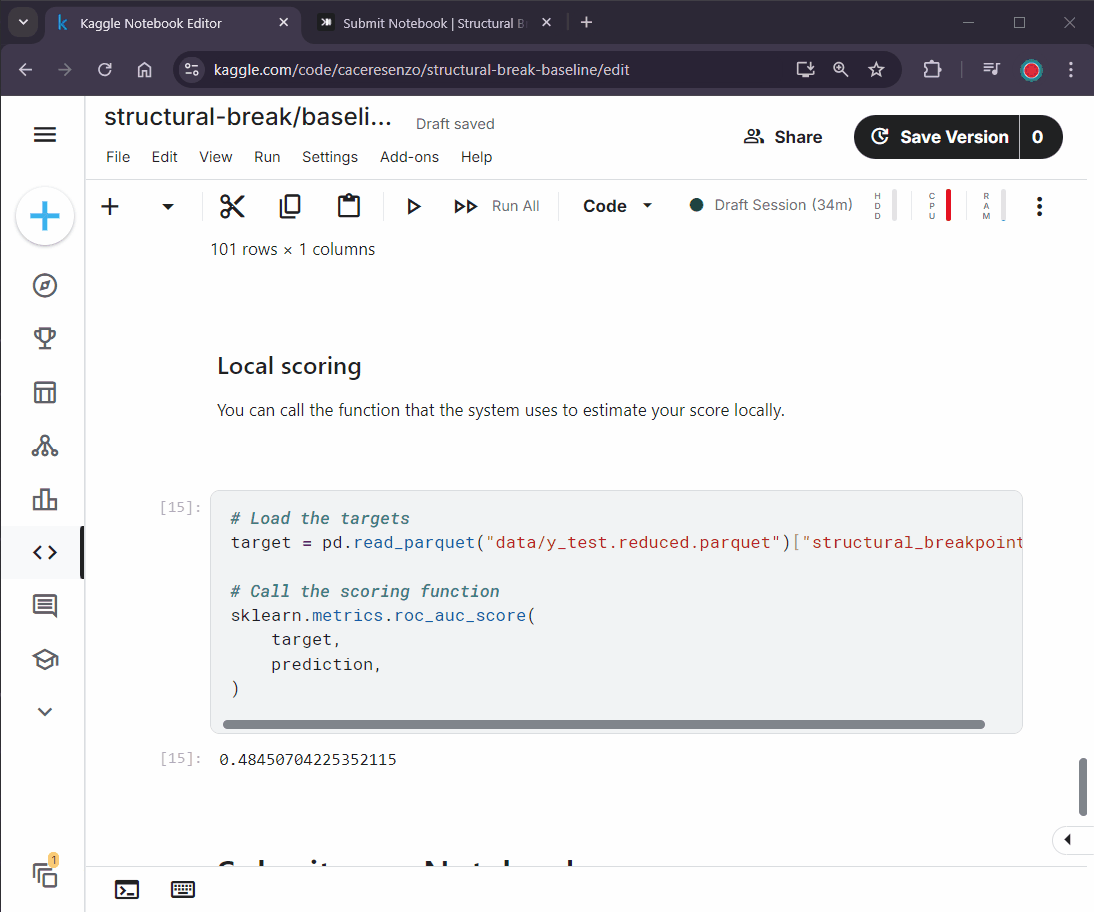 Kaggle Notebook Editor
Submit Notebook | Structural B
kaggle.com/code/caceresenzo/structural-break-baseline/edit
structural-break/baseli...
Draft saved
Share
Save Version
0
File Edit View Run Settings Add-ons Help
Run All
Code
Draft Session (34m)
HDD
CPU
RAM
101 rows × 1 columns
Local scoring
You can call the function that the system uses to estimate your score locally.
[15]:
# Load the targets
target = pd.read_parquet("data/y_test.reduced.parquet")["structural_breakpoint
# Call the scoring function
sklearn.metrics.roc_auc_score(
target,
prediction,
)
[15]:
0.48450704225352115
1